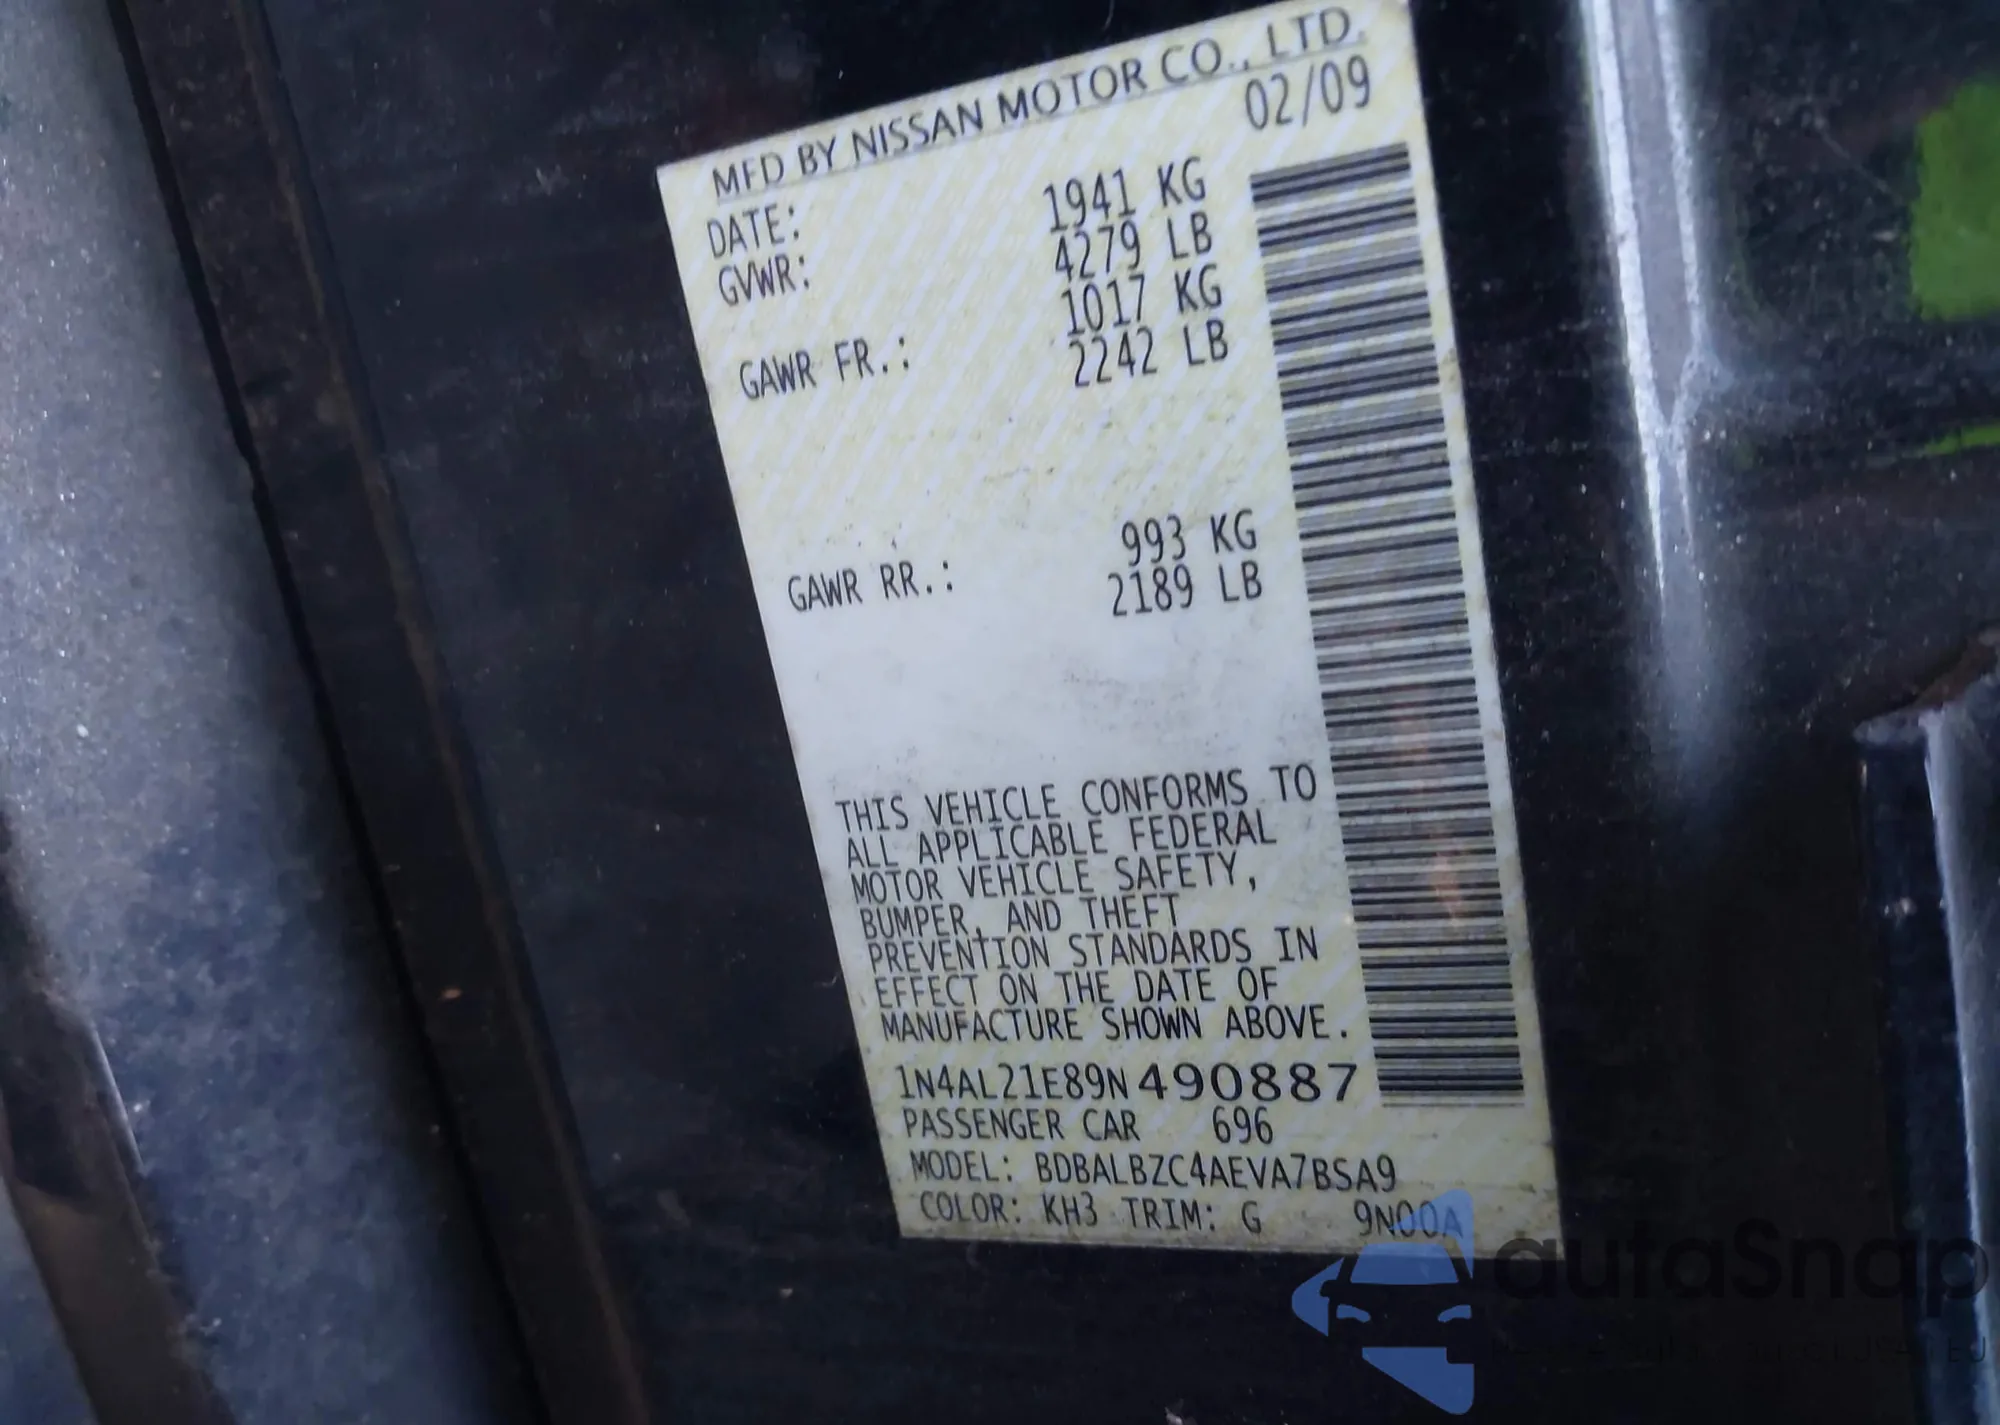 MFD BY NISSAN MOTOR CO., LTD.
DATE: 02/09
GVWR: 1941 KG
4279 LB
GAWR FR.: 1017 KG
2242 LB
GAWR RR.: 993 KG
2189 LB
THIS VEHICLE CONFORMS TO
ALL APPLICABLE FEDERAL
MOTOR VEHICLE SAFETY,
BUMPER, AND THEFT
PREVENTION STANDARDS IN
EFFECT ON THE DATE OF
MANUFACTURE SHOWN ABOVE.
1N4AL21E89N490887
PASSENGER CAR 696
MODEL: BDBALBZC4AEVA7BSA9
COLOR: KH3 TRIM: G 9N00A
autaSnap